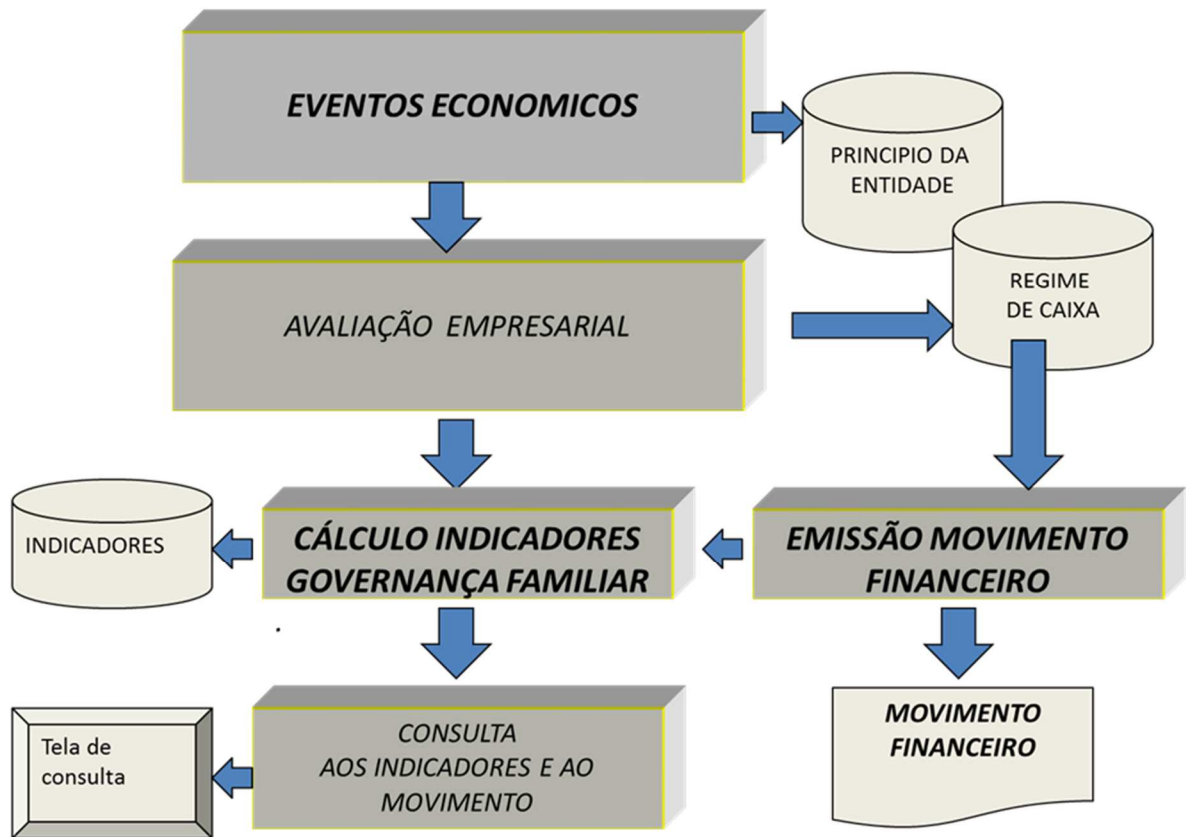 EVENTOS ECONOMICOS
PRINCIPIO DA
ENTIDADE
AVALIAÇÃO EMPRESARIAL
REGIME
DE CAIXA
INDICADORES
CÁLCULO INDICADORES
GOVERNANÇA FAMILIAR
EMISSÃO MOVIMENTO
FINANCEIRO
.
Tela de
consulta
CONSULTA
AOS INDICADORES E AO
MOVIMENTO
MOVIMENTO
FINANCEIRO